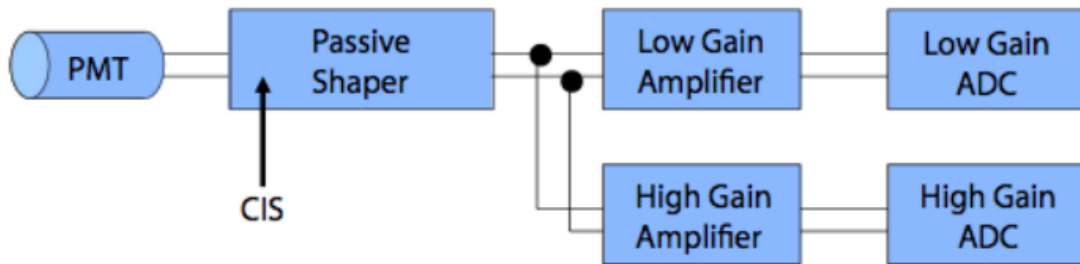 PMT
Passive
Shaper
Low Gain
Amplifier
Low Gain
ADC
CIS
High Gain
Amplifier
High Gain
ADC